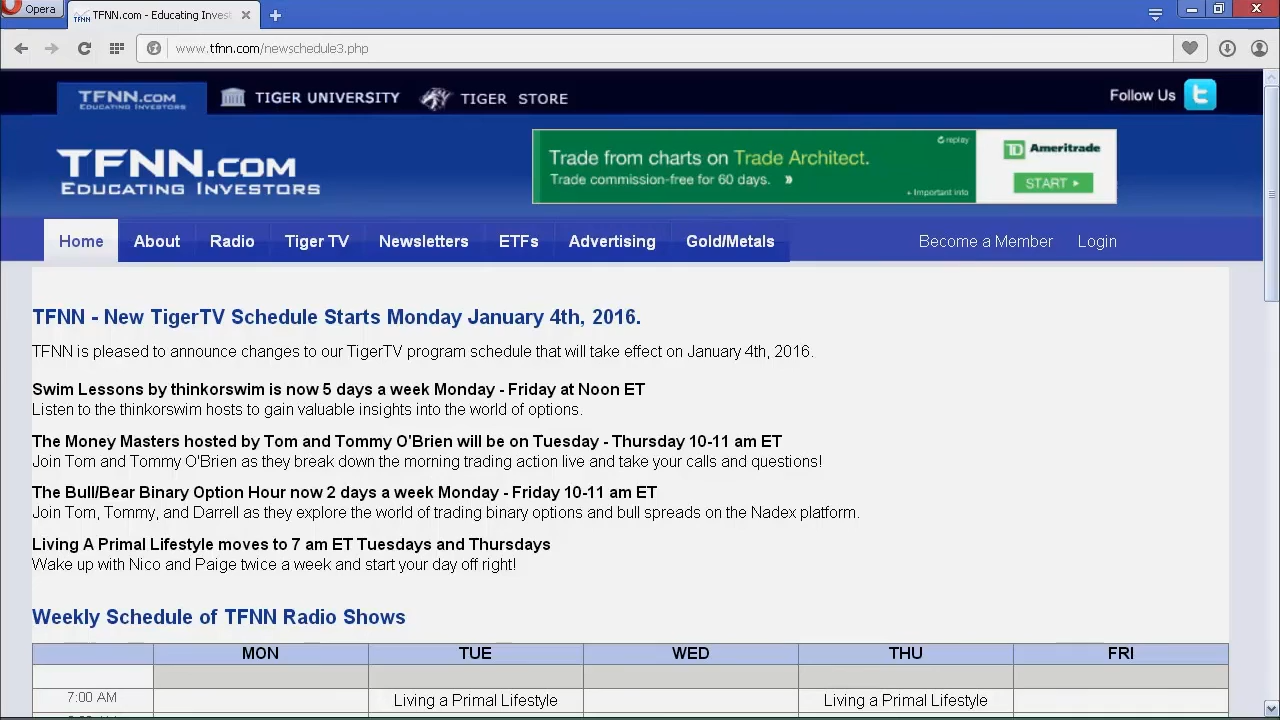 Opera
TFNN.com - Educating Invest
www.tfnn.com/newschedule3.php
TFNN.COM
EDUCATING INVESTORS
TIGER UNIVERSITY
TIGER STORE
Follow Us
TFNN.COM
EDUCATING INVESTORS
Trade from charts on Trade Architect.
Trade commission-free for 60 days. »
replay
+ Important info
TD Ameritrade
START
Home About Radio Tiger TV Newsletters ETFs Advertising Gold/Metals
Become a Member Login
TFNN - New TigerTV Schedule Starts Monday January 4th, 2016.
TFNN is pleased to announce changes to our TigerTV program schedule that will take effect on January 4th, 2016.
Swim Lessons by thinkorswim is now 5 days a week Monday - Friday at Noon ET
Listen to the thinkorswim hosts to gain valuable insights into the world of options.
The Money Masters hosted by Tom and Tommy O'Brien will be on Tuesday - Thursday 10-11 am ET
Join Tom and Tommy O'Brien as they break down the morning trading action live and take your calls and questions!
The Bull/Bear Binary Option Hour now 2 days a week Monday - Friday 10-11 am ET
Join Tom, Tommy, and Darrell as they explore the world of trading binary options and bull spreads on the Nadex platform.
Living A Primal Lifestyle moves to 7 am ET Tuesdays and Thursdays
Wake up with Nico and Paige twice a week and start your day off right!
Weekly Schedule of TFNN Radio Shows
MON TUE WED THU FRI
7:00 AM Living a Primal Lifestyle Living a Primal Lifestyle